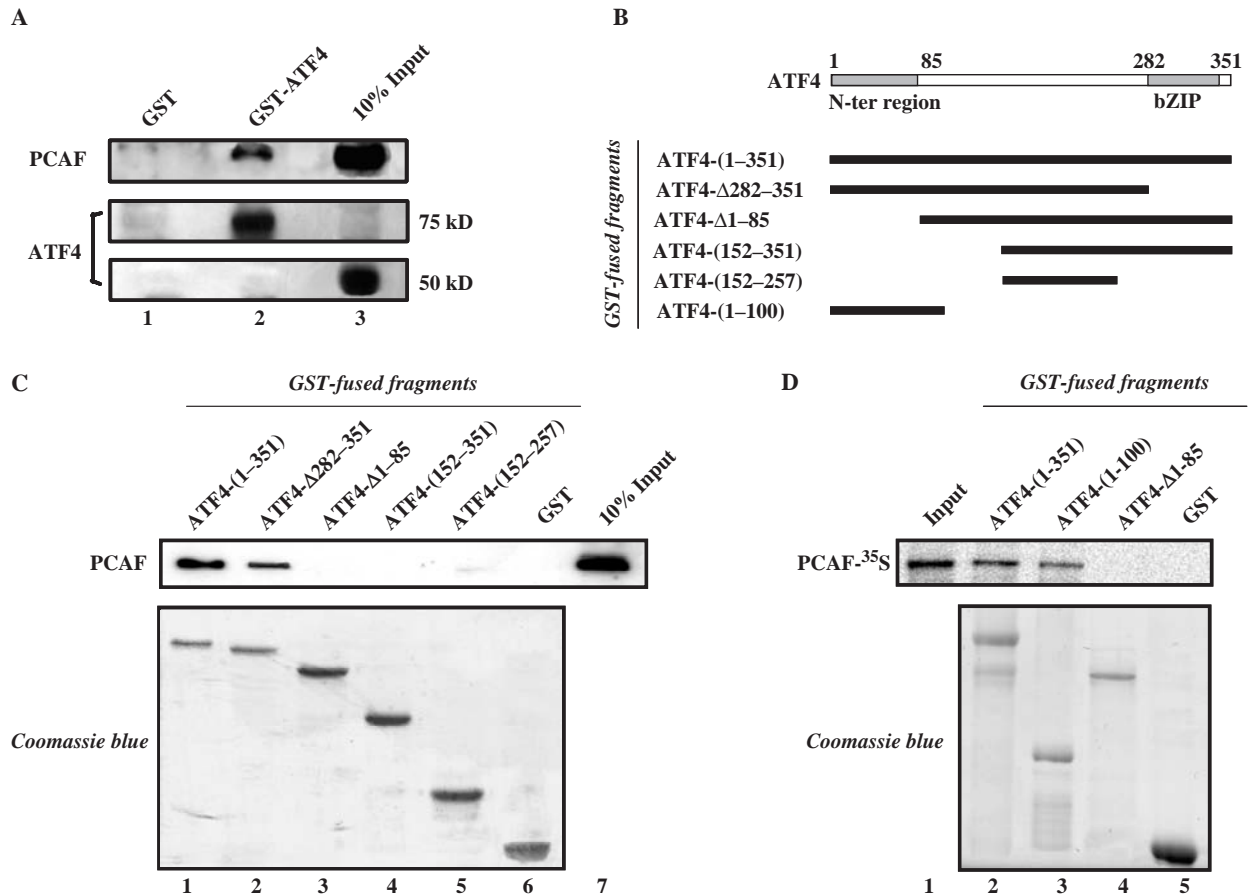 A
GST
GST-ATF4
10% Input
PCAF
ATF4
75 kD
50 kD
1 2 3
B
1 85 282 351
ATF4
N-ter region bZIP
GST-fused fragments
ATF4-(1–351)
ATF4-Δ282–351
ATF4-Δ1–85
ATF4-(152–351)
ATF4-(152–257)
ATF4-(1–100)
C
GST-fused fragments
ATF4-(1–351)
ATF4-Δ282–351
ATF4-Δ1–85
ATF4-(152–351)
ATF4-(152–257)
GST
10% Input
PCAF
Coomassie blue
1 2 3 4 5 6 7
D
GST-fused fragments
Input
ATF4-(1-351)
ATF4-(1-100)
ATF4-Δ1-85
GST
PCAF-³⁵S
Coomassie blue
1 2 3 4 5